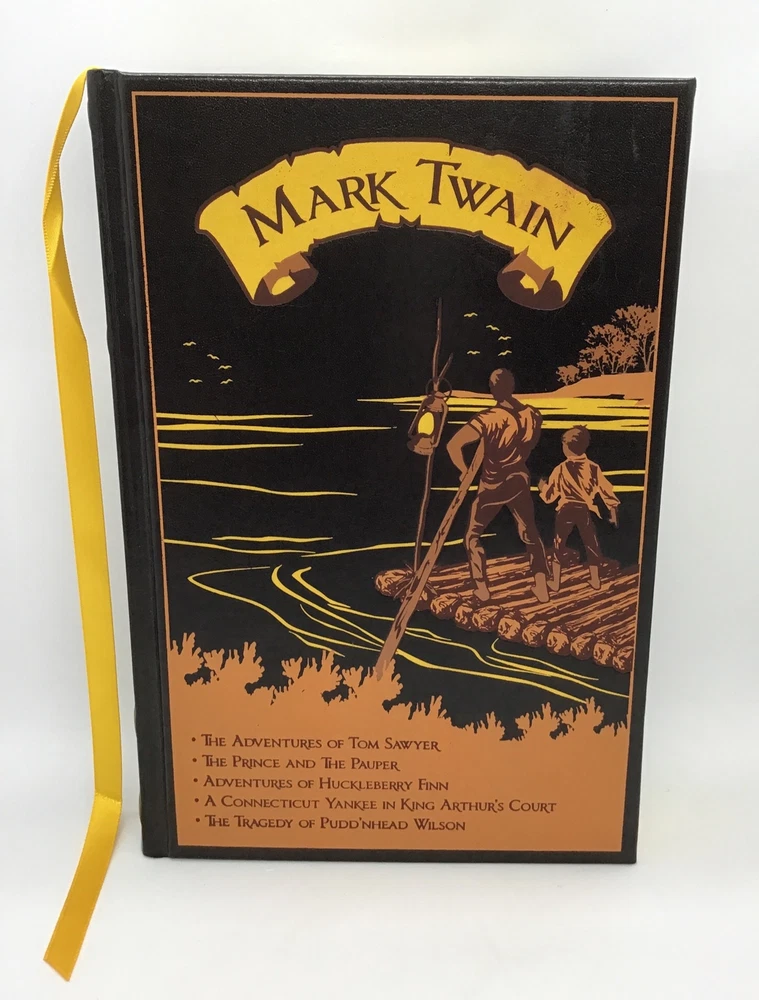 MARK TWAIN
• THE ADVENTURES OF TOM SAWYER
• THE PRINCE AND THE PAUPER
• ADVENTURES OF HUCKLEBERRY FINN
• A CONNECTICUT YANKEE IN KING ARTHUR'S COURT
• THE TRAGEDY OF PUDD'NHEAD WILSON